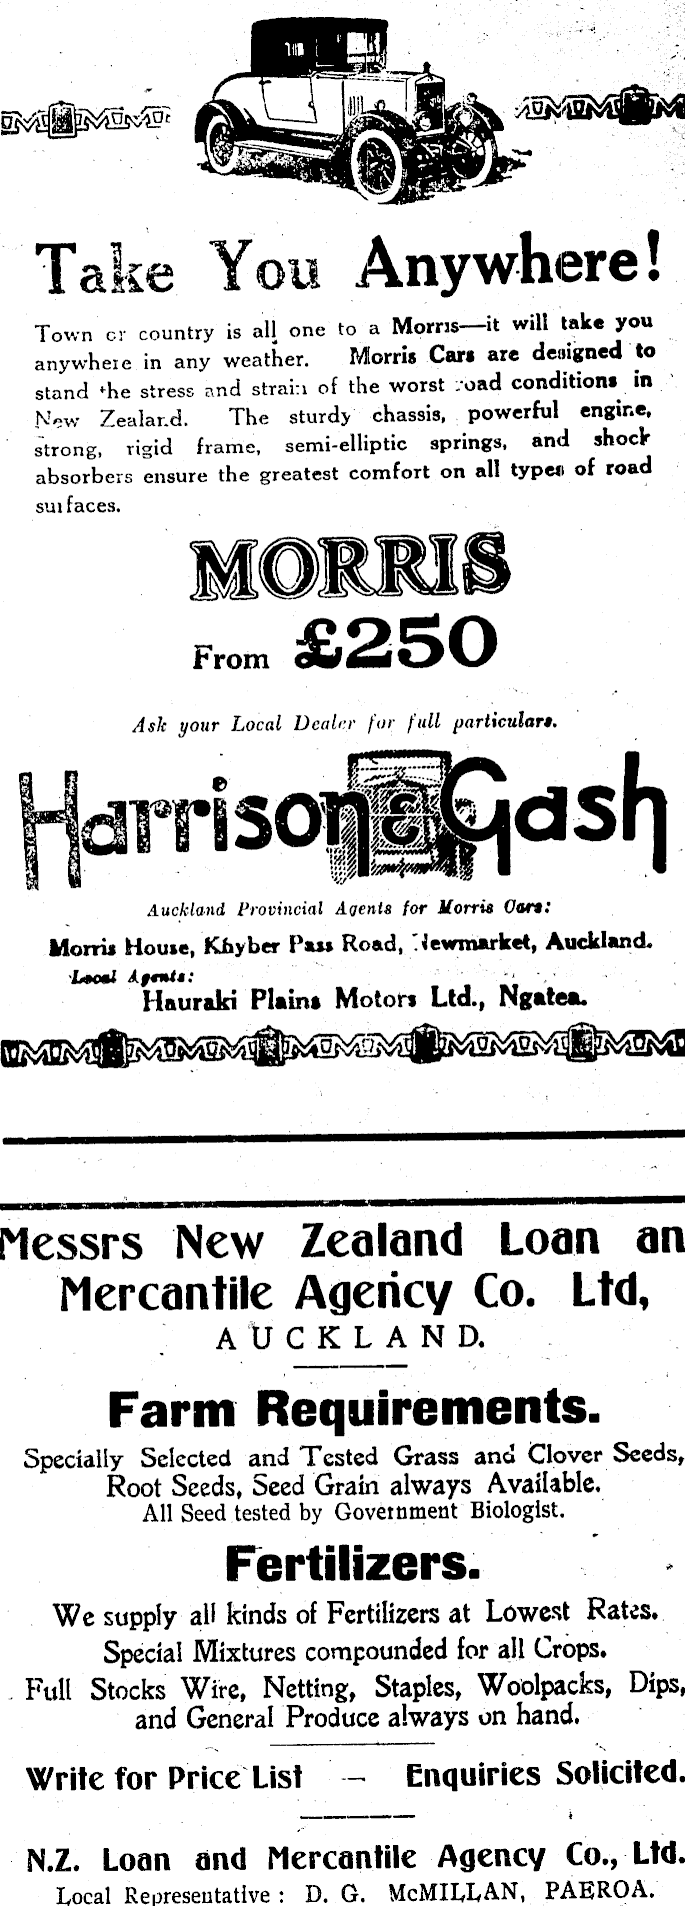 Take You Anywhere!
Town or country is all one to a Morris—it will take you
anywhere in any weather. Morris Cars are designed to
stand the stress and strain of the worst road conditions in
New Zealand. The sturdy chassis, powerful engine,
strong, rigid frame, semi-elliptic springs, and shock
absorbers ensure the greatest comfort on all types of road
surfaces.
MORRIS
From £250
Ask your Local Dealer for full particulars.
Harrison & Gash
Auckland Provincial Agents for Morris Cars:
Morris House, Khyber Pass Road, Newmarket, Auckland.
Local Agents:
Hauraki Plains Motors Ltd., Ngatea.
Messrs New Zealand Loan an
Mercantile Agency Co. Ltd,
AUCKLAND.
Farm Requirements.
Specially Selected and Tested Grass and Clover Seeds,
Root Seeds, Seed Grain always Available.
All Seed tested by Government Biologist.
Fertilizers.
We supply all kinds of Fertilizers at Lowest Rates.
Special Mixtures compounded for all Crops.
Full Stocks Wire, Netting, Staples, Woolpacks, Dips,
and General Produce always on hand.
Write for Price List — Enquiries Solicited.
N.Z. Loan and Mercantile Agency Co., Ltd.
Local Representative: D. G. McMILLAN, PAEROA.